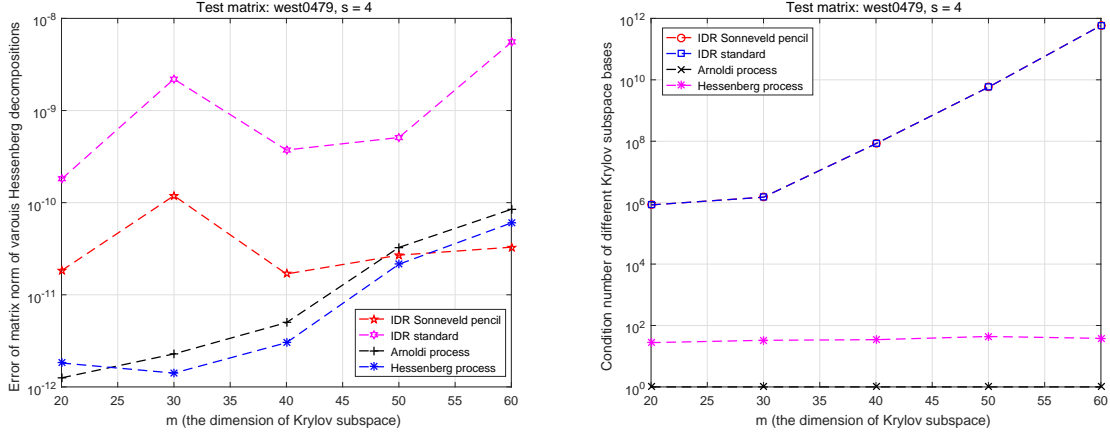 Test matrix: west0479, s = 4
Error of matrix norm of varouis Hessenberg decompositions
10^-8
10^-9
10^-10
10^-11
10^-12
IDR Sonneveld pencil
IDR standard
Arnoldi process
Hessenberg process
20 25 30 35 40 45 50 55 60
m (the dimension of Krylov subspace)
Test matrix: west0479, s = 4
Condition number of different Krylov subspace bases
10^12
10^10
10^8
10^6
10^4
10^2
10^0
IDR Sonneveld pencil
IDR standard
Arnoldi process
Hessenberg process
20 25 30 35 40 45 50 55 60
m (the dimension of Krylov subspace)